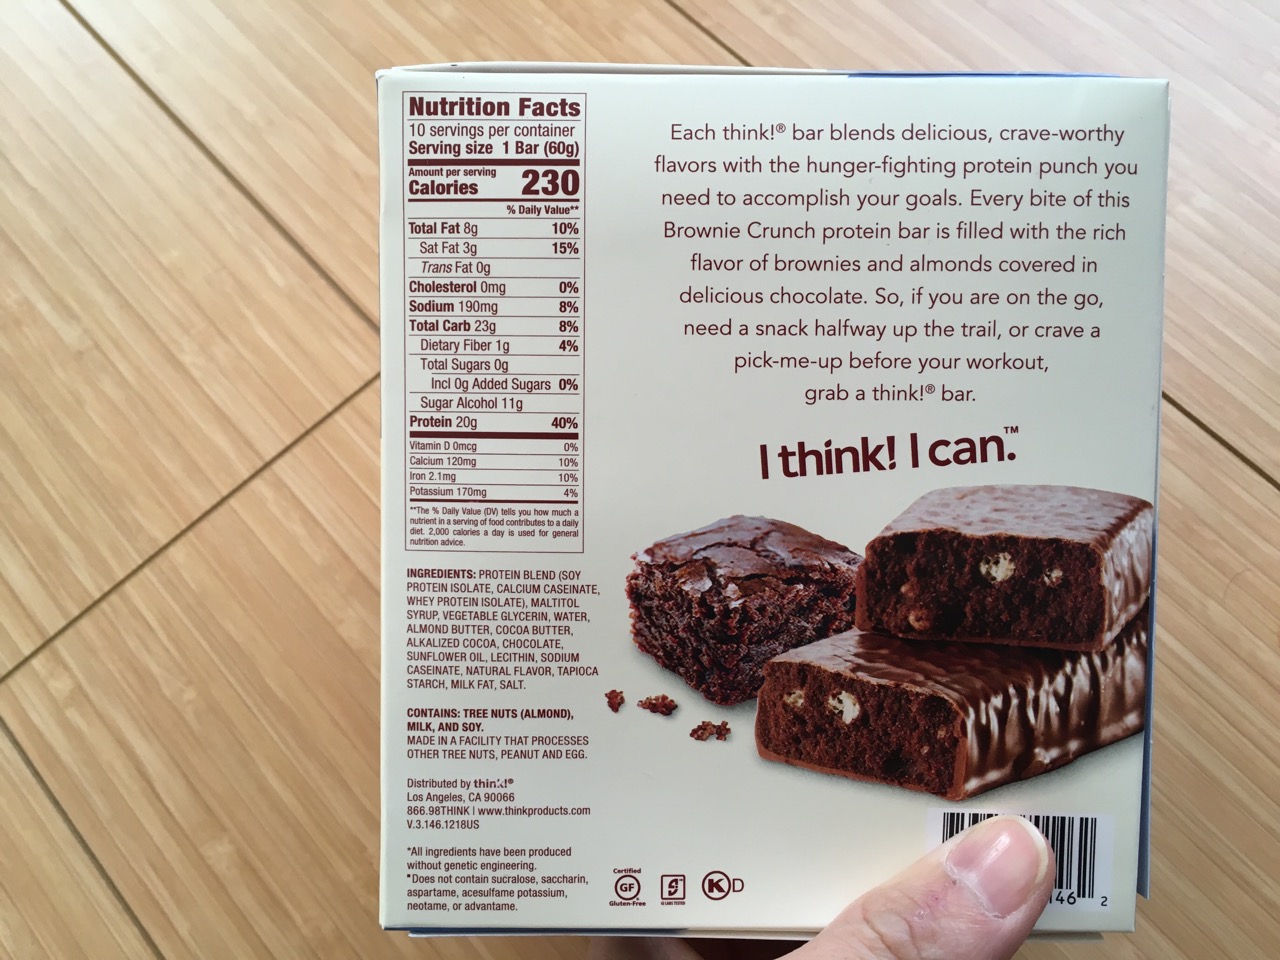 Nutrition Facts
10 servings per container
Serving size 1 Bar (60g)
Amount per serving
Calories 230
% Daily Value**
Total Fat 8g 10%
Sat Fat 3g 15%
Trans Fat 0g
Cholesterol 0mg 0%
Sodium 190mg 8%
Total Carb 23g 8%
Dietary Fiber 1g 4%
Total Sugars 0g
Incl 0g Added Sugars 0%
Sugar Alcohol 11g
Protein 20g 40%
Vitamin D 0mcg 0%
Calcium 120mg 10%
Iron 2.1mg 10%
Potassium 170mg 4%
**The % Daily Value (DV) tells you how much a
nutrient in a serving of food contributes to a daily
diet. 2,000 calories a day is used for general
nutrition advice.
INGREDIENTS: PROTEIN BLEND (SOY
PROTEIN ISOLATE, CALCIUM CASEINATE,
WHEY PROTEIN ISOLATE), MALTITOL
SYRUP, VEGETABLE GLYCERIN, WATER,
ALMOND BUTTER, COCOA BUTTER,
ALKALIZED COCOA, CHOCOLATE,
SUNFLOWER OIL, LECITHIN, SODIUM
CASEINATE, NATURAL FLAVOR, TAPIOCA
STARCH, MILK FAT, SALT.
CONTAINS: TREE NUTS (ALMOND),
MILK, AND SOY.
MADE IN A FACILITY THAT PROCESSES
OTHER TREE NUTS, PEANUT AND EGG.
Distributed by think!®
Los Angeles, CA 90066
866.98THINK | www.thinkproducts.com
V.3.146.1218US
*All ingredients have been produced
without genetic engineering.
•Does not contain sucralose, saccharin,
aspartame, acesulfame potassium,
neotame, or advantame.
Each think!® bar blends delicious, crave-worthy
flavors with the hunger-fighting protein punch you
need to accomplish your goals. Every bite of this
Brownie Crunch protein bar is filled with the rich
flavor of brownies and almonds covered in
delicious chocolate. So, if you are on the go,
need a snack halfway up the trail, or crave a
pick-me-up before your workout,
grab a think!® bar.
I think! I can.™
Certified
GF
Gluten-Free
K D
146 2